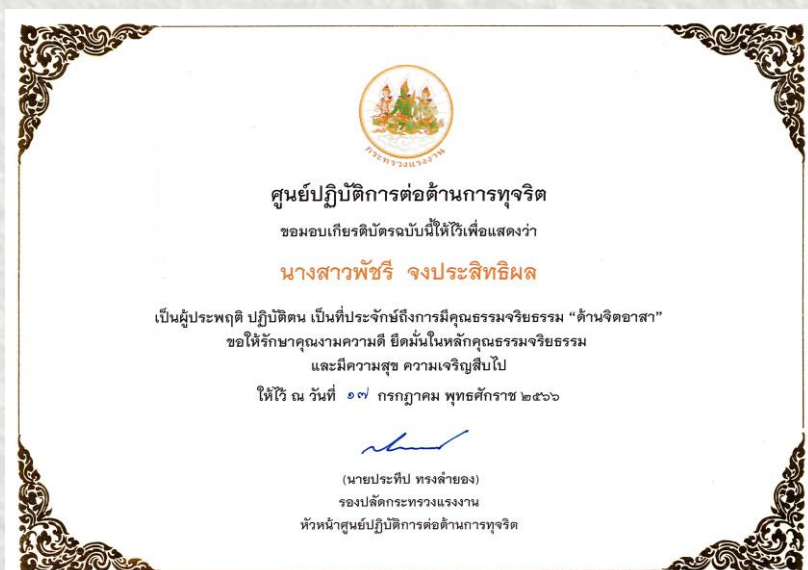 กระทรวงแรงงาน
ศูนย์ปฏิบัติการต่อต้านการทุจริต
ขอมอบเกียรติบัตรฉบับนี้ให้ไว้เพื่อแสดงว่า
นางสาวพัชรี จงประสิทธิผล
เป็นผู้ประพฤติ ปฏิบัติตน เป็นที่ประจักษ์ถึงการมีคุณธรรมจริยธรรม “ด้านจิตอาสา”
ขอให้รักษาคุณงามความดี ยึดมั่นในหลักคุณธรรมจริยธรรม
และมีความสุข ความเจริญสืบไป
ให้ไว้ ณ วันที่ ๑๗ กรกฎาคม พุทธศักราช ๒๕๖๖
(นายประทีป ทรงลำยอง)
รองปลัดกระทรวงแรงงาน
หัวหน้าศูนย์ปฏิบัติการต่อต้านการทุจริต